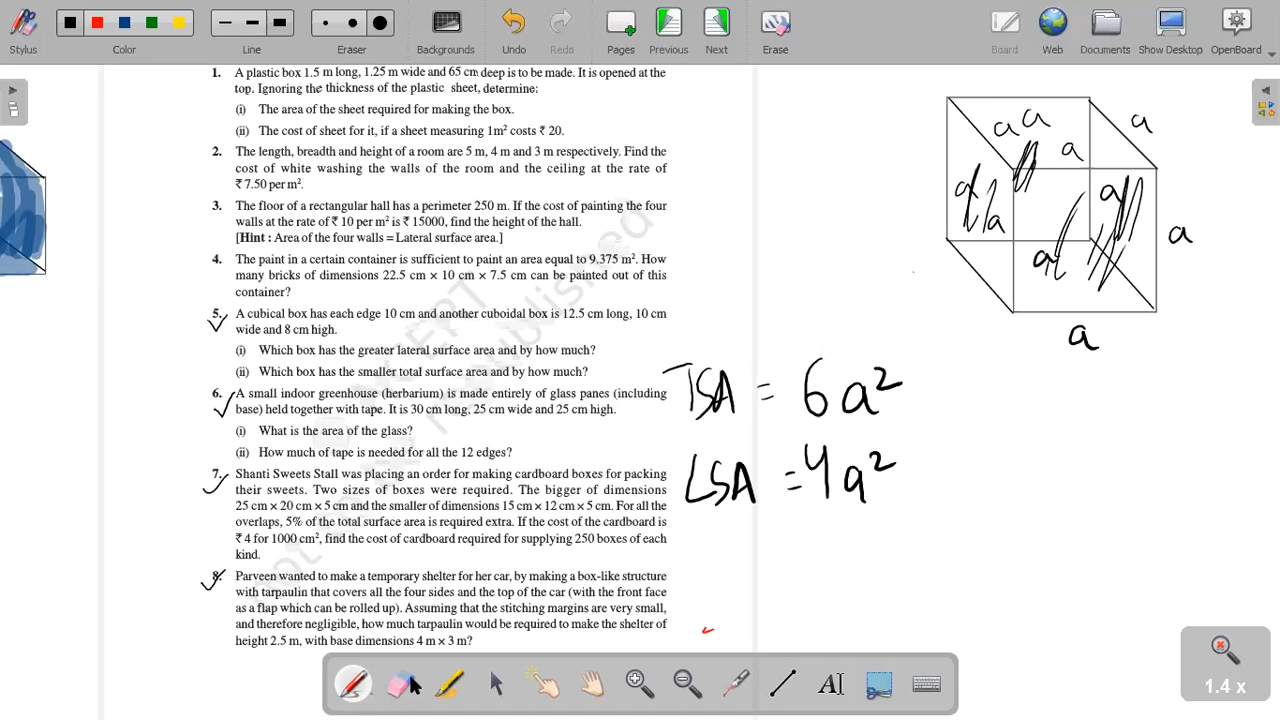 Stylus
Color
Line
Eraser
Backgrounds
Undo
Redo
Pages
Previous
Next
Erase
Board
Web
Documents
Show Desktop
OpenBoard
1. A plastic box 1.5 m long, 1.25 m wide and 65 cm deep is to be made. It is opened at the
top. Ignoring the thickness of the plastic sheet, determine:
(i) The area of the sheet required for making the box.
(ii) The cost of sheet for it, if a sheet measuring 1m² costs ₹ 20.
2. The length, breadth and height of a room are 5 m, 4 m and 3 m respectively. Find the
cost of white washing the walls of the room and the ceiling at the rate of
₹ 7.50 per m².
3. The floor of a rectangular hall has a perimeter 250 m. If the cost of painting the four
walls at the rate of ₹ 10 per m² is ₹ 15000, find the height of the hall.
[Hint : Area of the four walls = Lateral surface area.]
4. The paint in a certain container is sufficient to paint an area equal to 9.375 m². How
many bricks of dimensions 22.5 cm × 10 cm × 7.5 cm can be painted out of this
container?
5. A cubical box has each edge 10 cm and another cuboidal box is 12.5 cm long, 10 cm
wide and 8 cm high.
(i) Which box has the greater lateral surface area and by how much?
(ii) Which box has the smaller total surface area and by how much?
6. A small indoor greenhouse (herbarium) is made entirely of glass panes (including
base) held together with tape. It is 30 cm long, 25 cm wide and 25 cm high.
(i) What is the area of the glass?
(ii) How much of tape is needed for all the 12 edges?
7. Shanti Sweets Stall was placing an order for making cardboard boxes for packing
their sweets. Two sizes of boxes were required. The bigger of dimensions
25 cm × 20 cm × 5 cm and the smaller of dimensions 15 cm × 12 cm × 5 cm. For all the
overlaps, 5% of the total surface area is required extra. If the cost of the cardboard is
₹ 4 for 1000 cm², find the cost of cardboard required for supplying 250 boxes of each
kind.
8. Parveen wanted to make a temporary shelter for her car, by making a box-like structure
with tarpaulin that covers all the four sides and the top of the car (with the front face
as a flap which can be rolled up). Assuming that the stitching margins are very small,
and therefore negligible, how much tarpaulin would be required to make the shelter of
height 2.5 m, with base dimensions 4 m × 3 m?
a a
a
a
a
a
a
a
a
a
TSA = 6a²
LSA = 4a²
1.4 x